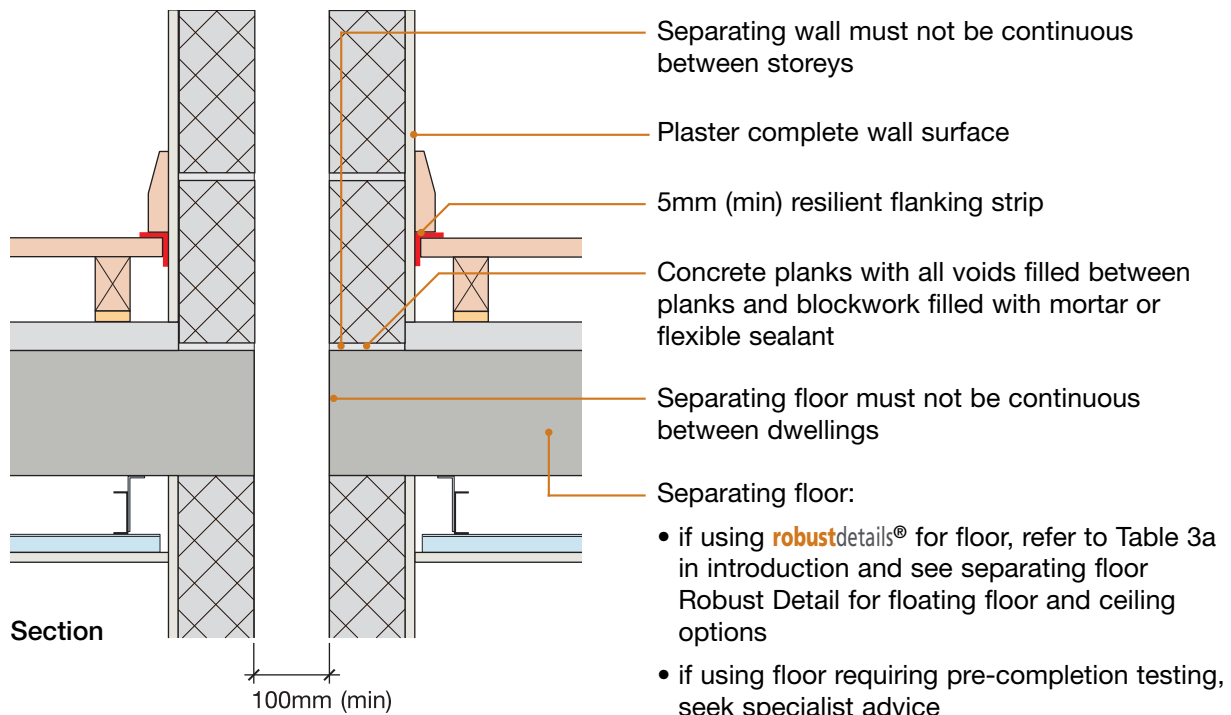 Separating wall must not be continuous
between storeys
Plaster complete wall surface
5mm (min) resilient flanking strip
Concrete planks with all voids filled between
planks and blockwork filled with mortar or
flexible sealant
Separating floor must not be continuous
between dwellings
Separating floor:
• if using robustdetails® for floor, refer to Table 3a
in introduction and see separating floor
Robust Detail for floating floor and ceiling
options
• if using floor requiring pre-completion testing,
seek specialist advice
Section
100mm (min)